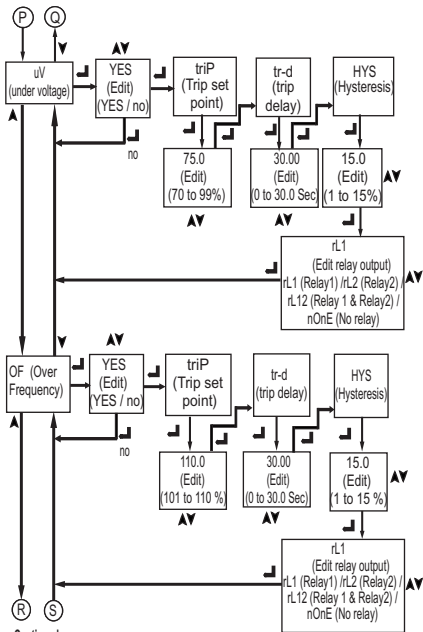 P
Q
uV
(under voltage)
YES
(Edit)
(YES / no)
no
triP
(Trip set
point)
tr-d
(trip
delay)
HYS
(Hysteresis)
75.0
(Edit)
(70 to 99%)
30.00
(Edit)
(0 to 30.0 Sec)
15.0
(Edit)
(1 to 15%)
rL1
(Edit relay output)
rL1 (Relay1) /rL2 (Relay2) /
rL12 (Relay 1 & Relay2) /
nOnE (No relay)
OF (Over
Frequency)
YES
(Edit)
(YES / no)
no
triP
(Trip set
point)
tr-d
(trip delay)
HYS
(Hysteresis)
110.0
(Edit)
(101 to 110 %)
30.00
(Edit)
(0 to 30.0 Sec)
15.0
(Edit)
(1 to 15 %)
rL1
(Edit relay output)
rL1 (Relay1) /rL2 (Relay2) /
rL12 (Relay 1 & Relay2) /
nOnE (No relay)
R
S